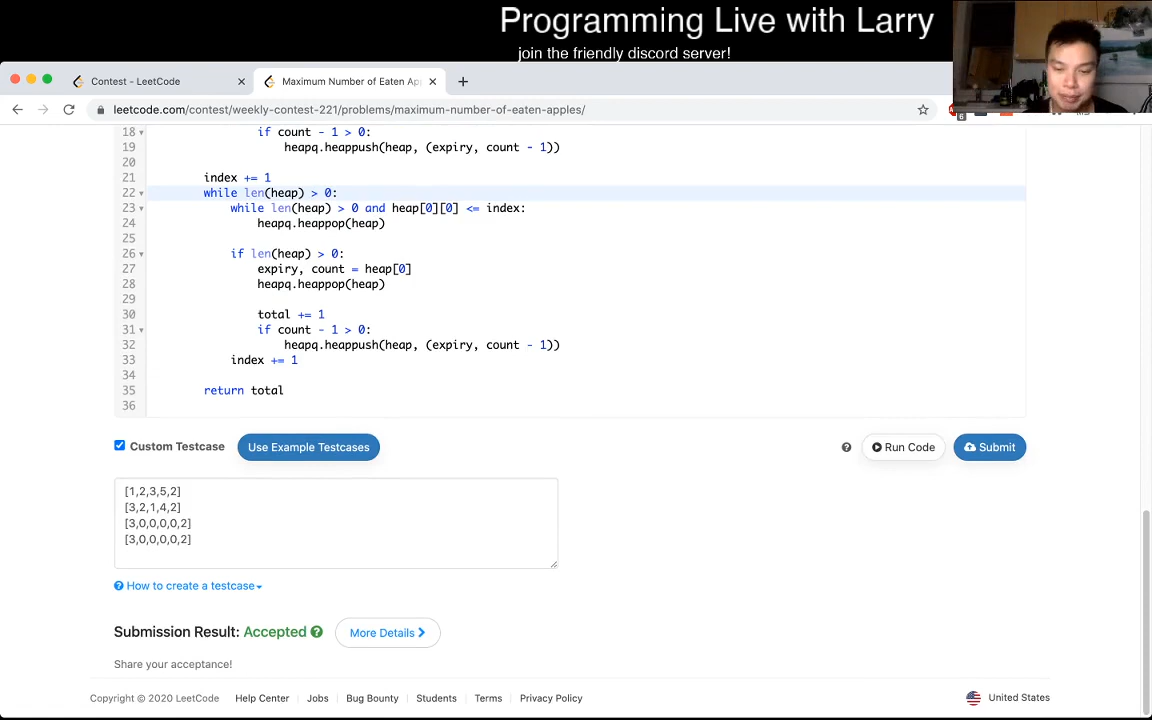 Programming Live with Larry
join the friendly discord server!
Contest - LeetCode
Maximum Number of Eaten Ap
leetcode.com/contest/weekly-contest-221/problems/maximum-number-of-eaten-apples/
6
18 if count - 1 > 0:
19 heapq.heappush(heap, (expiry, count - 1))
20
21 index += 1
22 while len(heap) > 0:
23 while len(heap) > 0 and heap[0][0] <= index:
24 heapq.heappop(heap)
25
26 if len(heap) > 0:
27 expiry, count = heap[0]
28 heapq.heappop(heap)
29
30 total += 1
31 if count - 1 > 0:
32 heapq.heappush(heap, (expiry, count - 1))
33 index += 1
34
35 return total
36
Custom Testcase Use Example Testcases Run Code Submit
[1,2,3,5,2]
[3,2,1,4,2]
[3,0,0,0,0,2]
[3,0,0,0,0,2]
How to create a testcase
Submission Result: Accepted More Details
Share your acceptance!
Copyright © 2020 LeetCode Help Center | Jobs | Bug Bounty | Students | Terms | Privacy Policy United States